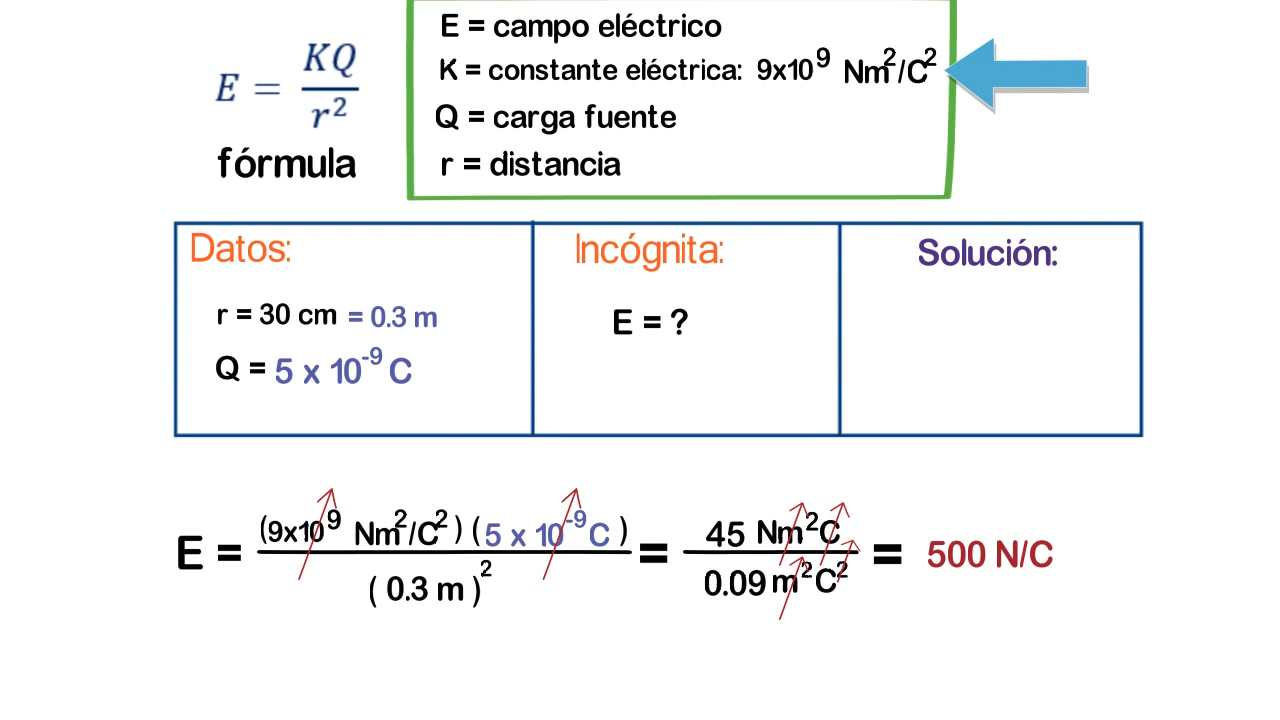 E = KQ / r²
fórmula
E = campo eléctrico
K = constante eléctrica: 9x10⁹ Nm²/C²
Q = carga fuente
r = distancia
Datos:
r = 30 cm = 0.3 m
Q = 5 x 10⁻⁹ C
Incógnita:
E = ?
Solución:
E = (9x10⁹ Nm²/C²) (5 x 10⁻⁹ C) / (0.3 m)² = 45 Nm²C / 0.09 m²C² = 500 N/C